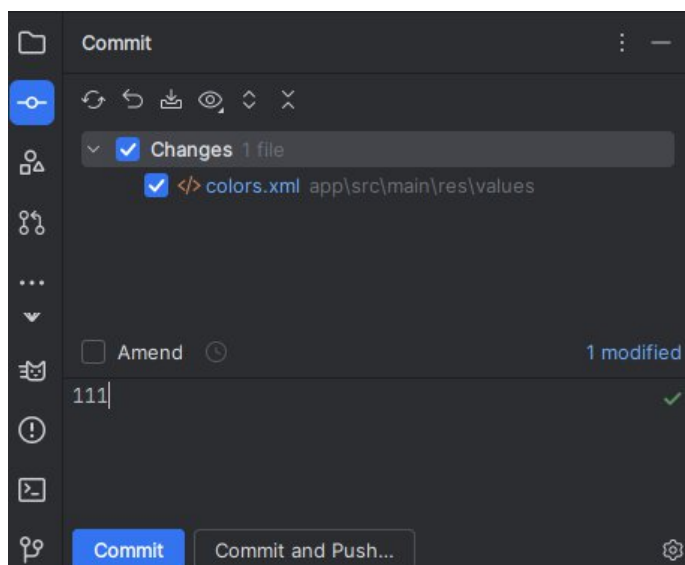 Commit
Changes 1 file
</> colors.xml app\src\main\res\values
Amend
1 modified
111
Commit
Commit and Push...